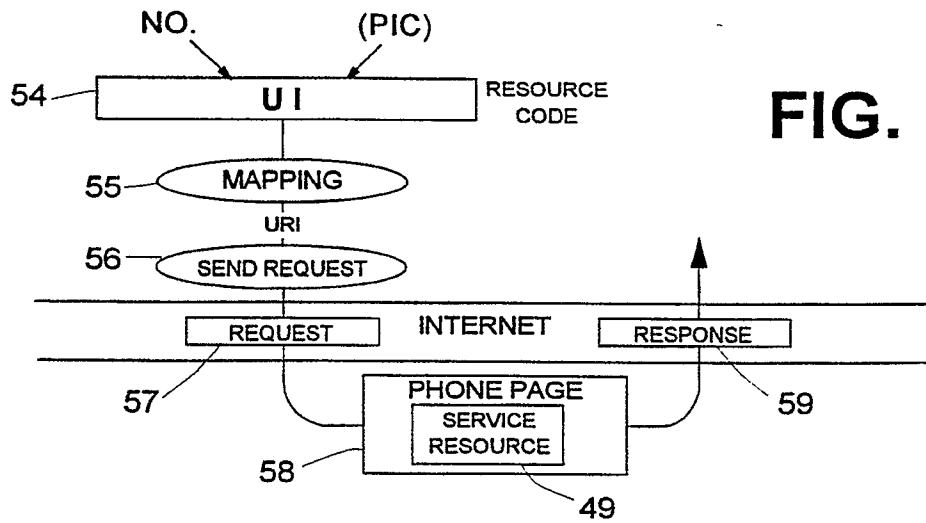 NO.
(PIC)
54
U I
RESOURCE
CODE
FIG.
55
MAPPING
URI
56
SEND REQUEST
REQUEST
INTERNET
RESPONSE
57
59
PHONE PAGE
SERVICE
RESOURCE
58
49